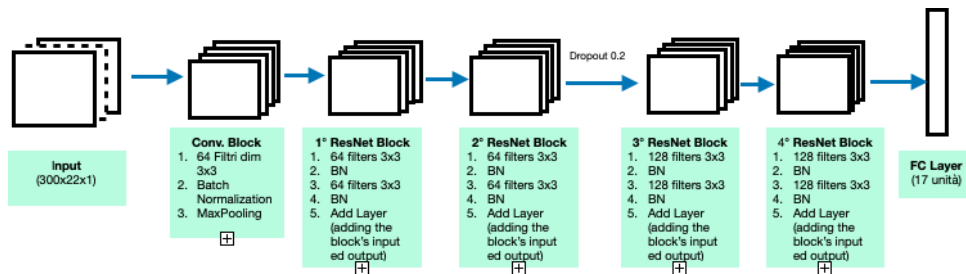 Dropout 0.2
Input
(300x22x1)
Conv. Block
1. 64 Filtri dim
3x3
2. Batch
Normalization
3. MaxPooling
1° ResNet Block
1. 64 filters 3x3
2. BN
3. 64 filters 3x3
4. BN
5. Add Layer
(adding the
block's input
ed output)
2° ResNet Block
1. 64 filters 3x3
2. BN
3. 64 filters 3x3
4. BN
5. Add Layer
(adding the
block's input
ed output)
3° ResNet Block
1. 128 filters 3x3
2. BN
3. 128 filters 3x3
4. BN
5. Add Layer
(adding the
block's input
ed output)
4° ResNet Block
1. 128 filters 3x3
2. BN
3. 128 filters 3x3
4. BN
5. Add Layer
(adding the
block's input
ed output)
FC Layer
(17 unità)